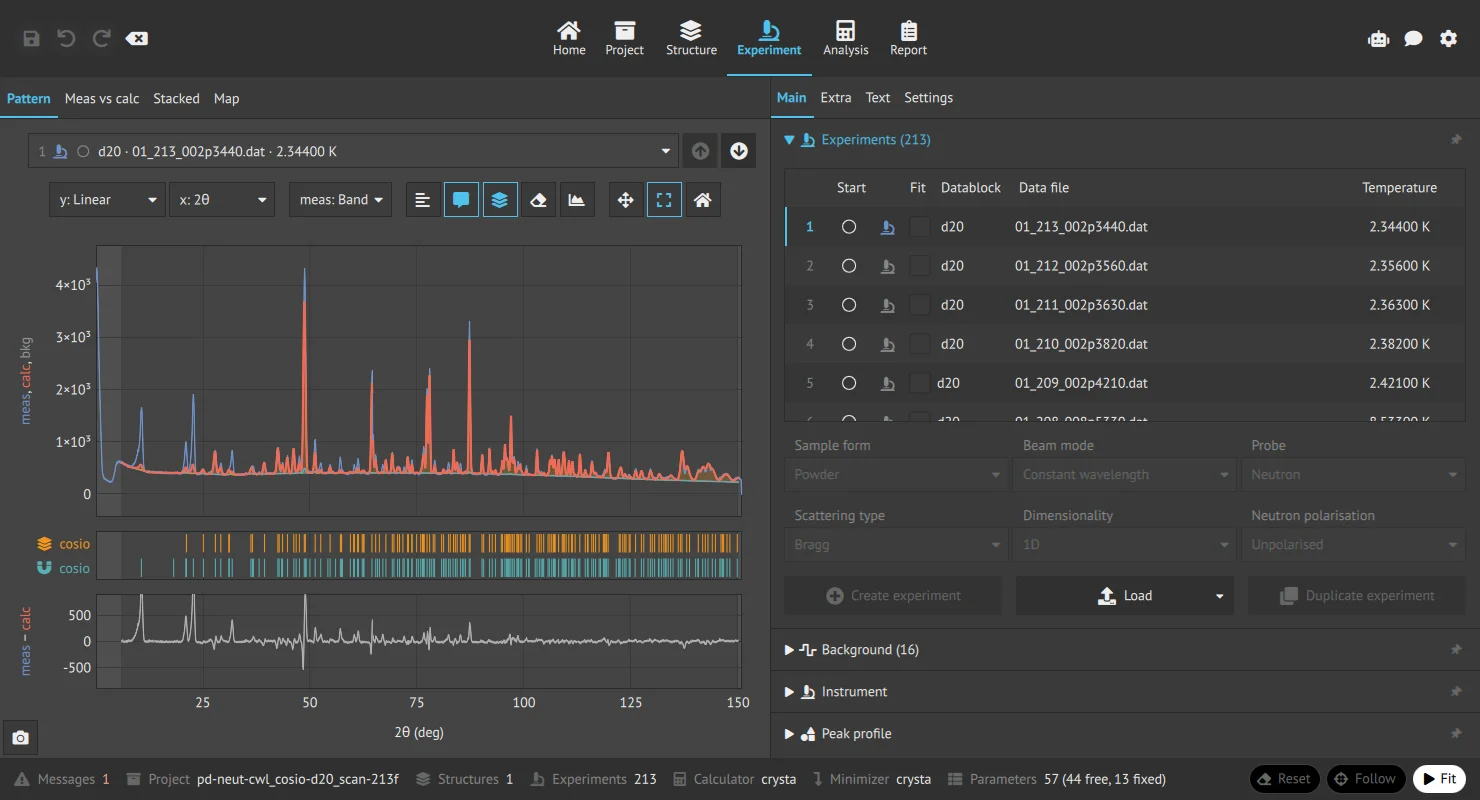 Home Project Structure Experiment Analysis Report
Pattern Meas vs calc Stacked Map
1 d20 · 01_213_002p3440.dat · 2.34400 K
y: Linear x: 2θ meas: Band
4×10³
3×10³
2×10³
1×10³
0
meas, calc, bkg
cosio
cosio
500
0
-500
meas − calc
25 50 75 100 125 150
2θ (deg)
Main Extra Text Settings
Experiments (213)
Start Fit Datablock Data file Temperature
1 d20 01_213_002p3440.dat 2.34400 K
2 d20 01_212_002p3560.dat 2.35600 K
3 d20 01_211_002p3630.dat 2.36300 K
4 d20 01_210_002p3820.dat 2.38200 K
5 d20 01_209_002p4210.dat 2.42100 K
Sample form Beam mode Probe
Powder Constant wavelength Neutron
Scattering type Dimensionality Neutron polarisation
Bragg 1D Unpolarised
Create experiment Load Duplicate experiment
Background (16)
Instrument
Peak profile
Messages 1 Project pd-neut-cwl_cosio-d20_scan-213f Structures 1 Experiments 213 Calculator crysta Minimizer crysta Parameters 57 (44 free, 13 fixed) Reset Follow Fit